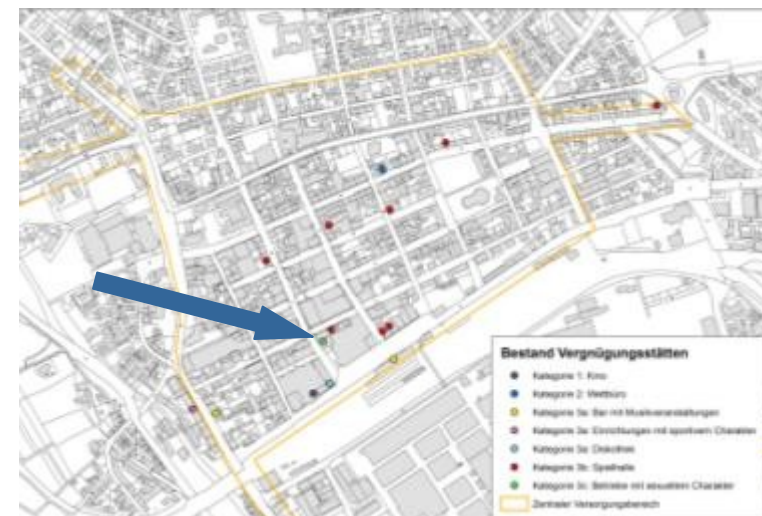 Bestand Vergnügungsstätten
Kategorie 1: Kino
Kategorie 2: Wettbüro
Kategorie 3a: Bar mit Musikveranstaltungen
Kategorie 3a: Einrichtungen mit sportivem Charakter
Kategorie 3a: Diskothek
Kategorie 3b: Spielhalle
Kategorie 3c: Betriebe mit sexuellem Charakter
Zentraler Versorgungsbereich